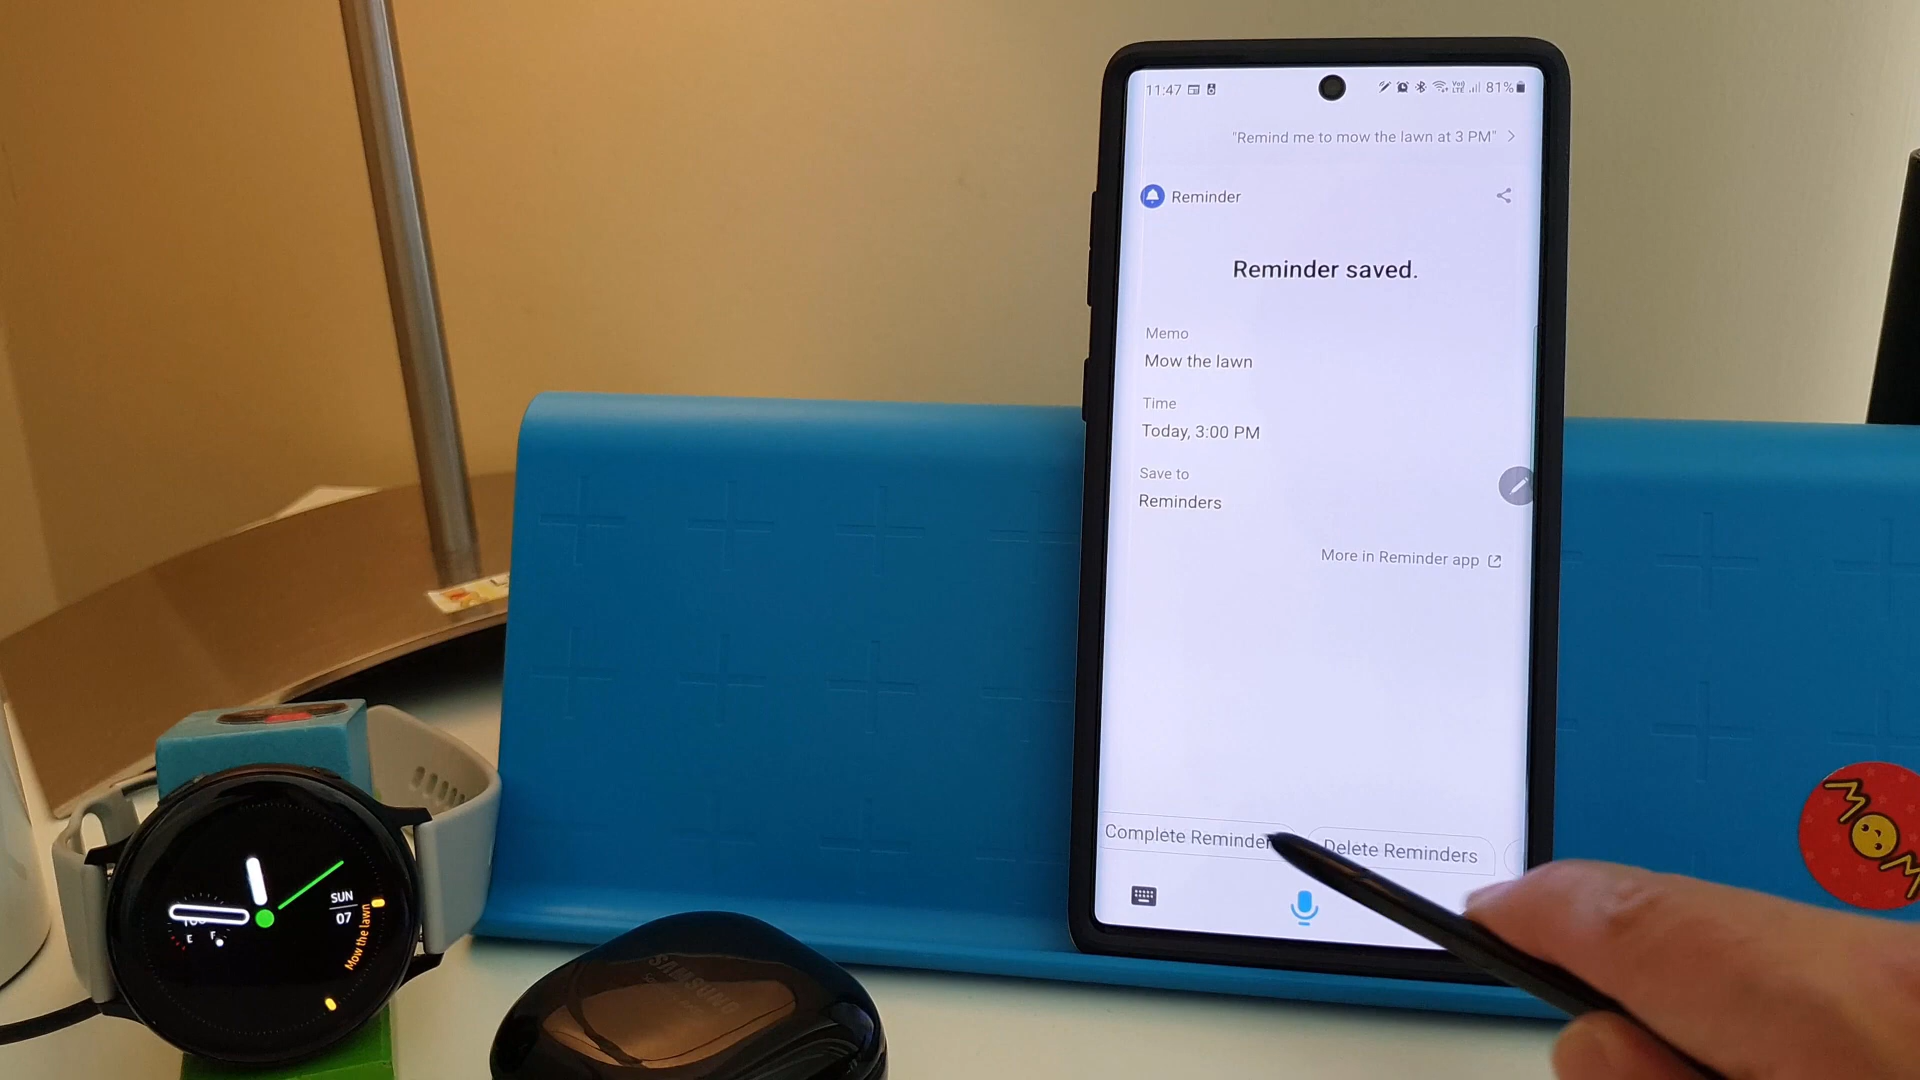 11:47
81%
"Remind me to mow the lawn at 3 PM"
Reminder
Reminder saved.
Memo
Mow the lawn
Time
Today, 3:00 PM
Save to
Reminders
More in Reminder app
Complete Reminder
Delete Reminders
SUN
07
Mow the lawn
E F
SAMSUNG
MOM